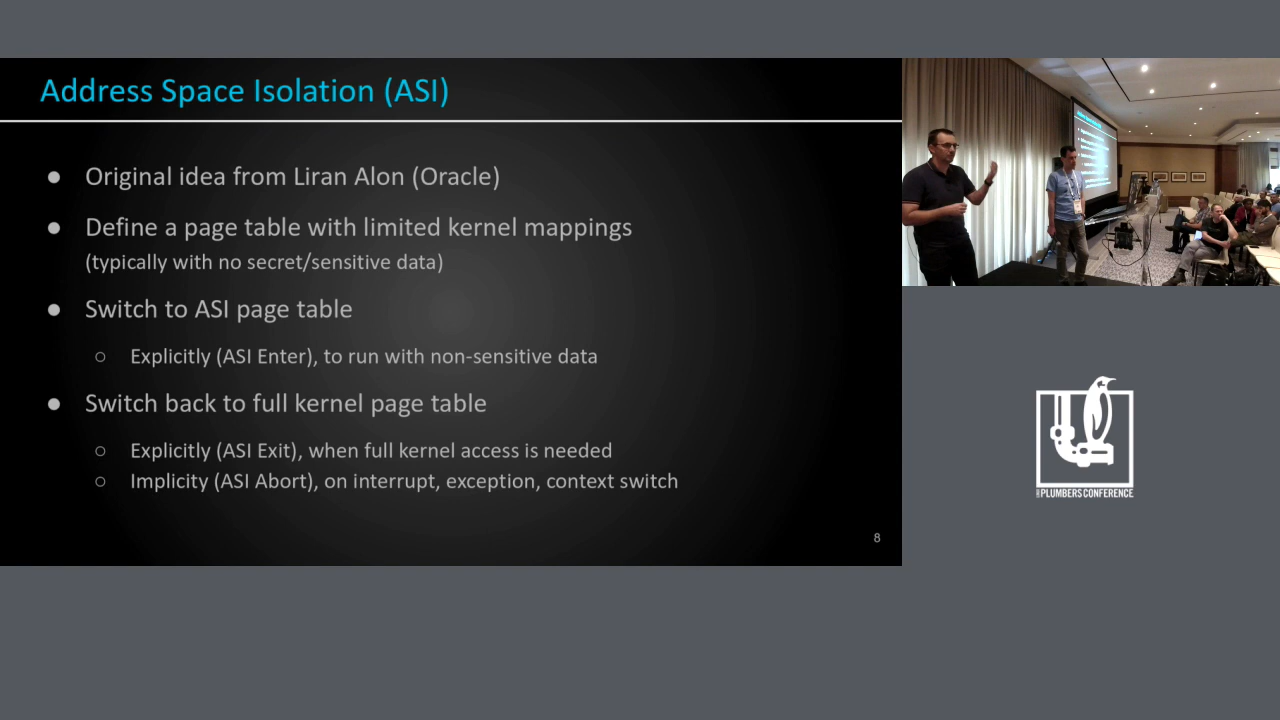 Address Space Isolation (ASI)
● Original idea from Liran Alon (Oracle)
● Define a page table with limited kernel mappings
(typically with no secret/sensitive data)
● Switch to ASI page table
○ Explicitly (ASI Enter), to run with non-sensitive data
● Switch back to full kernel page table
○ Explicitly (ASI Exit), when full kernel access is needed
○ Implicity (ASI Abort), on interrupt, exception, context switch
8
PLUMBERS CONFERENCE